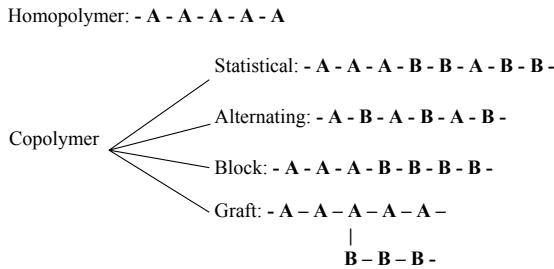 Homopolymer: - A - A - A - A - A
Statistical: - A - A - A - B - B - A - B - B -
Alternating: - A - B - A - B - A - B -
Copolymer
Block: - A - A - A - B - B - B - B -
Graft: - A – A – A – A – A –
|
B – B – B -